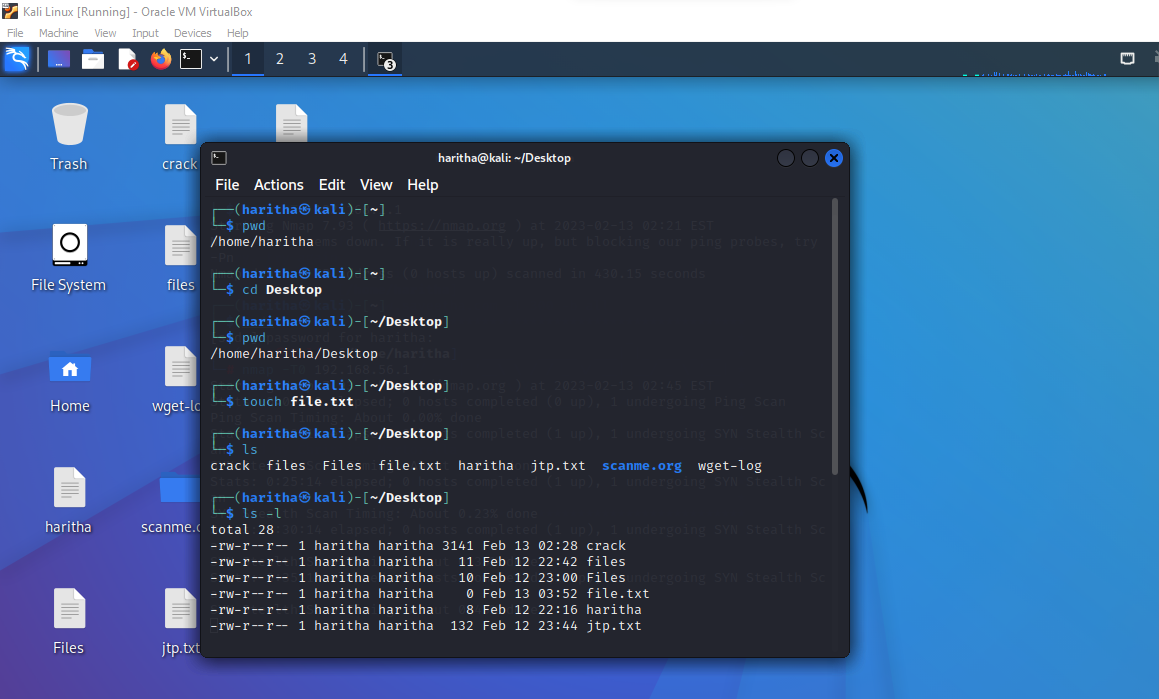 Kali Linux [Running] - Oracle VM VirtualBox
File Machine View Input Devices Help
1 2 3 4 3
Trash
crack
File System
files
Home
wget-lo
haritha
scanme.o
Files
jtp.txt
haritha@kali: ~/Desktop
File Actions Edit View Help
┌──(haritha㉿kali)-[~]
└─$ pwd
/home/haritha
┌──(haritha㉿kali)-[~]
└─$ cd Desktop
┌──(haritha㉿kali)-[~/Desktop]
└─$ pwd
/home/haritha/Desktop
┌──(haritha㉿kali)-[~/Desktop]
└─$ touch file.txt
┌──(haritha㉿kali)-[~/Desktop]
└─$ ls
crack files Files file.txt haritha jtp.txt scanme.org wget-log
┌──(haritha㉿kali)-[~/Desktop]
└─$ ls -l
total 28
-rw-r--r-- 1 haritha haritha 3141 Feb 13 02:28 crack
-rw-r--r-- 1 haritha haritha 11 Feb 12 22:42 files
-rw-r--r-- 1 haritha haritha 10 Feb 12 23:00 Files
-rw-r--r-- 1 haritha haritha 0 Feb 13 03:52 file.txt
-rw-r--r-- 1 haritha haritha 8 Feb 12 22:16 haritha
-rw-r--r-- 1 haritha haritha 132 Feb 12 23:44 jtp.txt